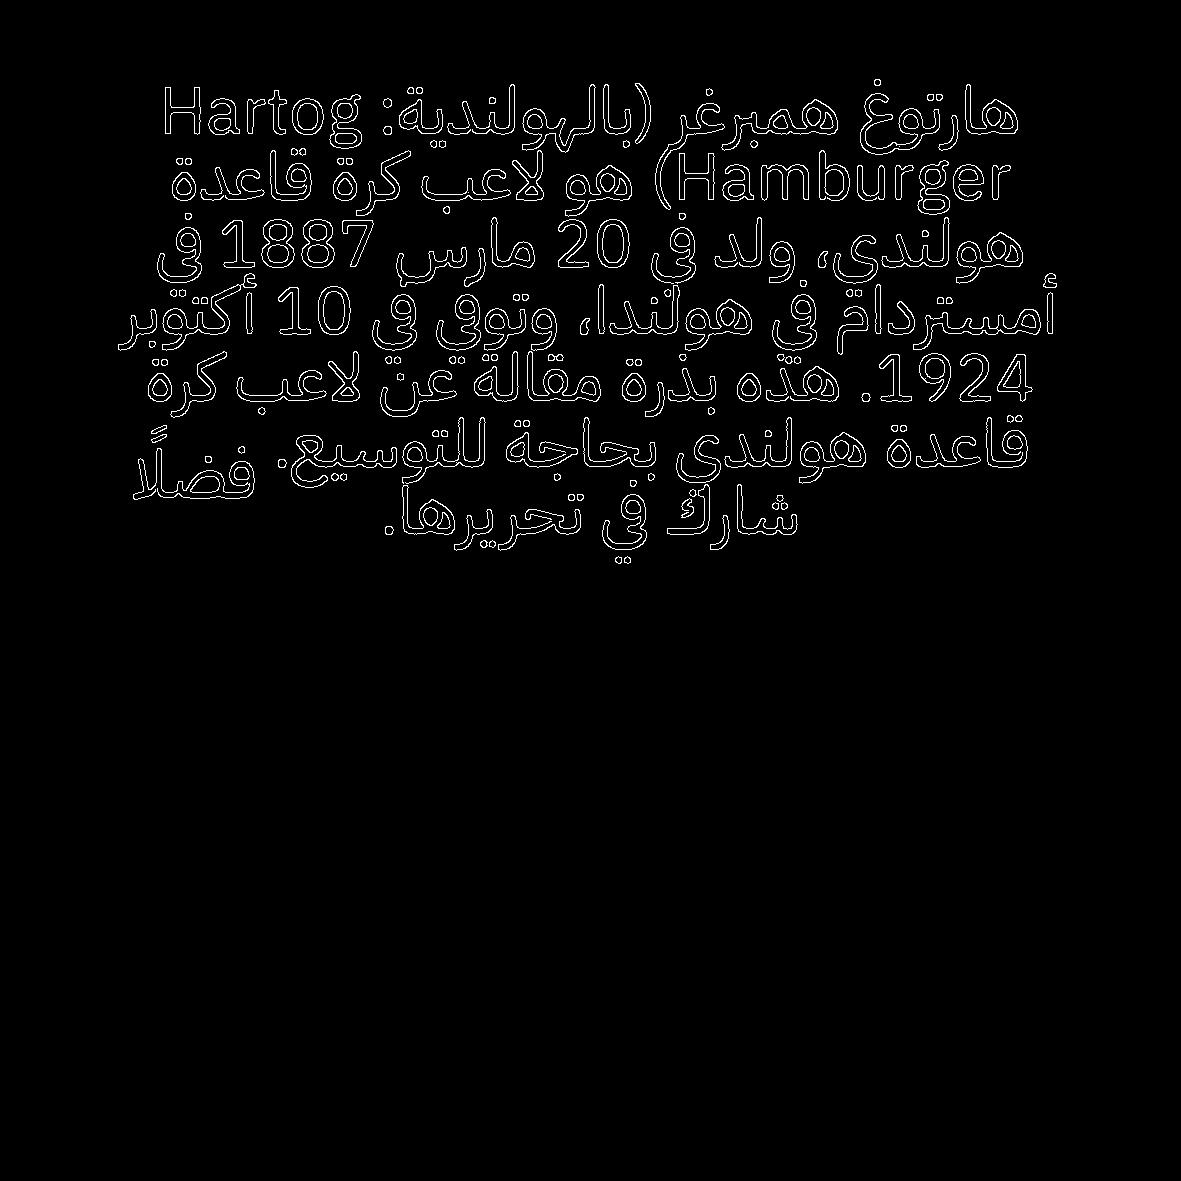 هارتوغ همبرغر (بالهولندية: Hartog
Hamburger) هو لاعب كرة قاعدة
هولندي، ولد في 20 مارس 1887 في
أمستردام في هولندا، وتوفي في 10 أكتوبر
1924. هذه بذرة مقالة عن لاعب كرة
قاعدة هولندي بحاجة للتوسيع. فضلًا
شارك في تحريرها.